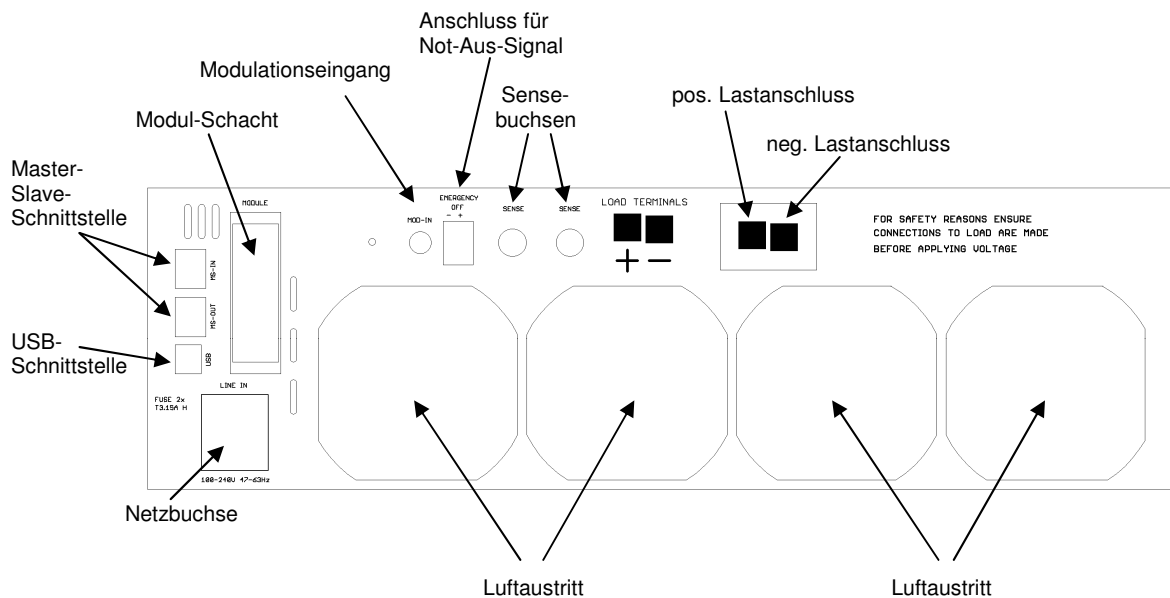 Anschluss für
Not-Aus-Signal
Modulationseingang
Sense-
buchsen
pos. Lastanschluss
Modul-Schacht
neg. Lastanschluss
Master-
Slave-
Schnittstelle
MODULE
EMERGENCY
OFF
- +
MOD-IN
SENSE
SENSE
LOAD TERMINALS
+ -
FOR SAFETY REASONS ENSURE
CONNECTIONS TO LOAD ARE MADE
BEFORE APPLYING VOLTAGE
MS-IN
MS-OUT
USB-
Schnittstelle
USB
LINE IN
FUSE 2x
T3.15A H
100-240V 47-63Hz
Netzbuchse
Luftaustritt
Luftaustritt